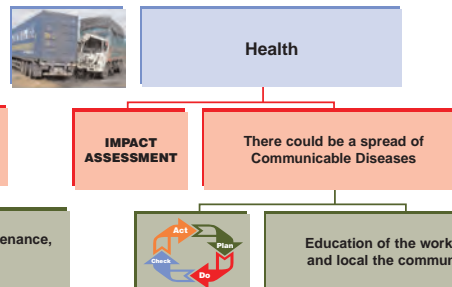 Health
IMPACT
ASSESSMENT
There could be a spread of
Communicable Diseases
enance,
Act
Plan
Check
Do
Education of the work
and local the commun